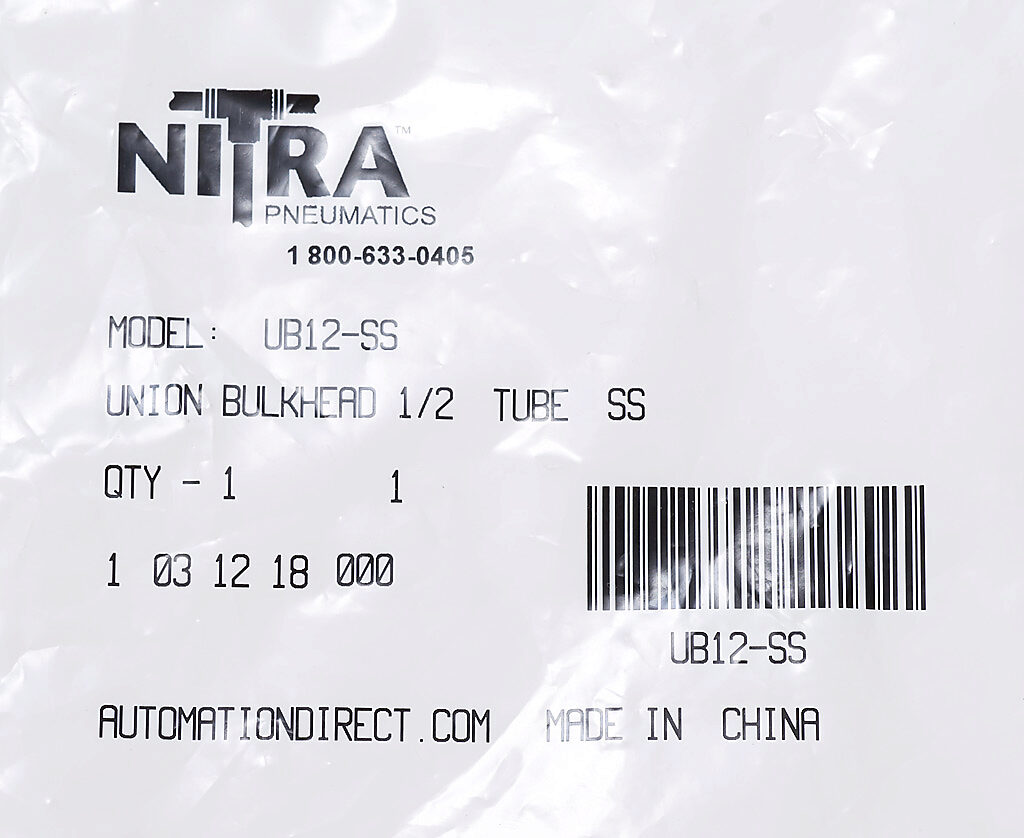 NITRA™
PNEUMATICS
1 800-633-0405
MODEL: UB12-SS
UNION BULKHEAD 1/2 TUBE SS
QTY - 1 1
1 03 12 18 000
UB12-SS
AUTOMATIONDIRECT.COM MADE IN CHINA